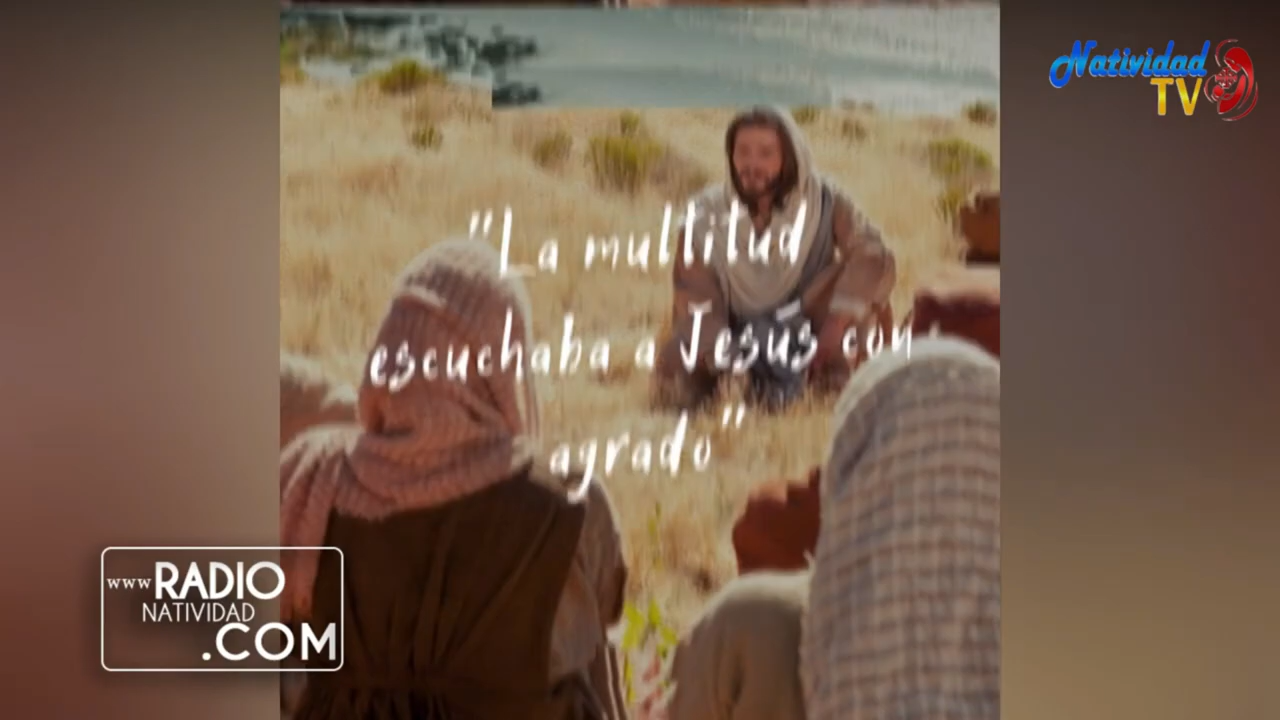 Natividad
TV
"La multitud
escuchaba a Jesús con
agrado"
www RADIO
NATIVIDAD
.COM